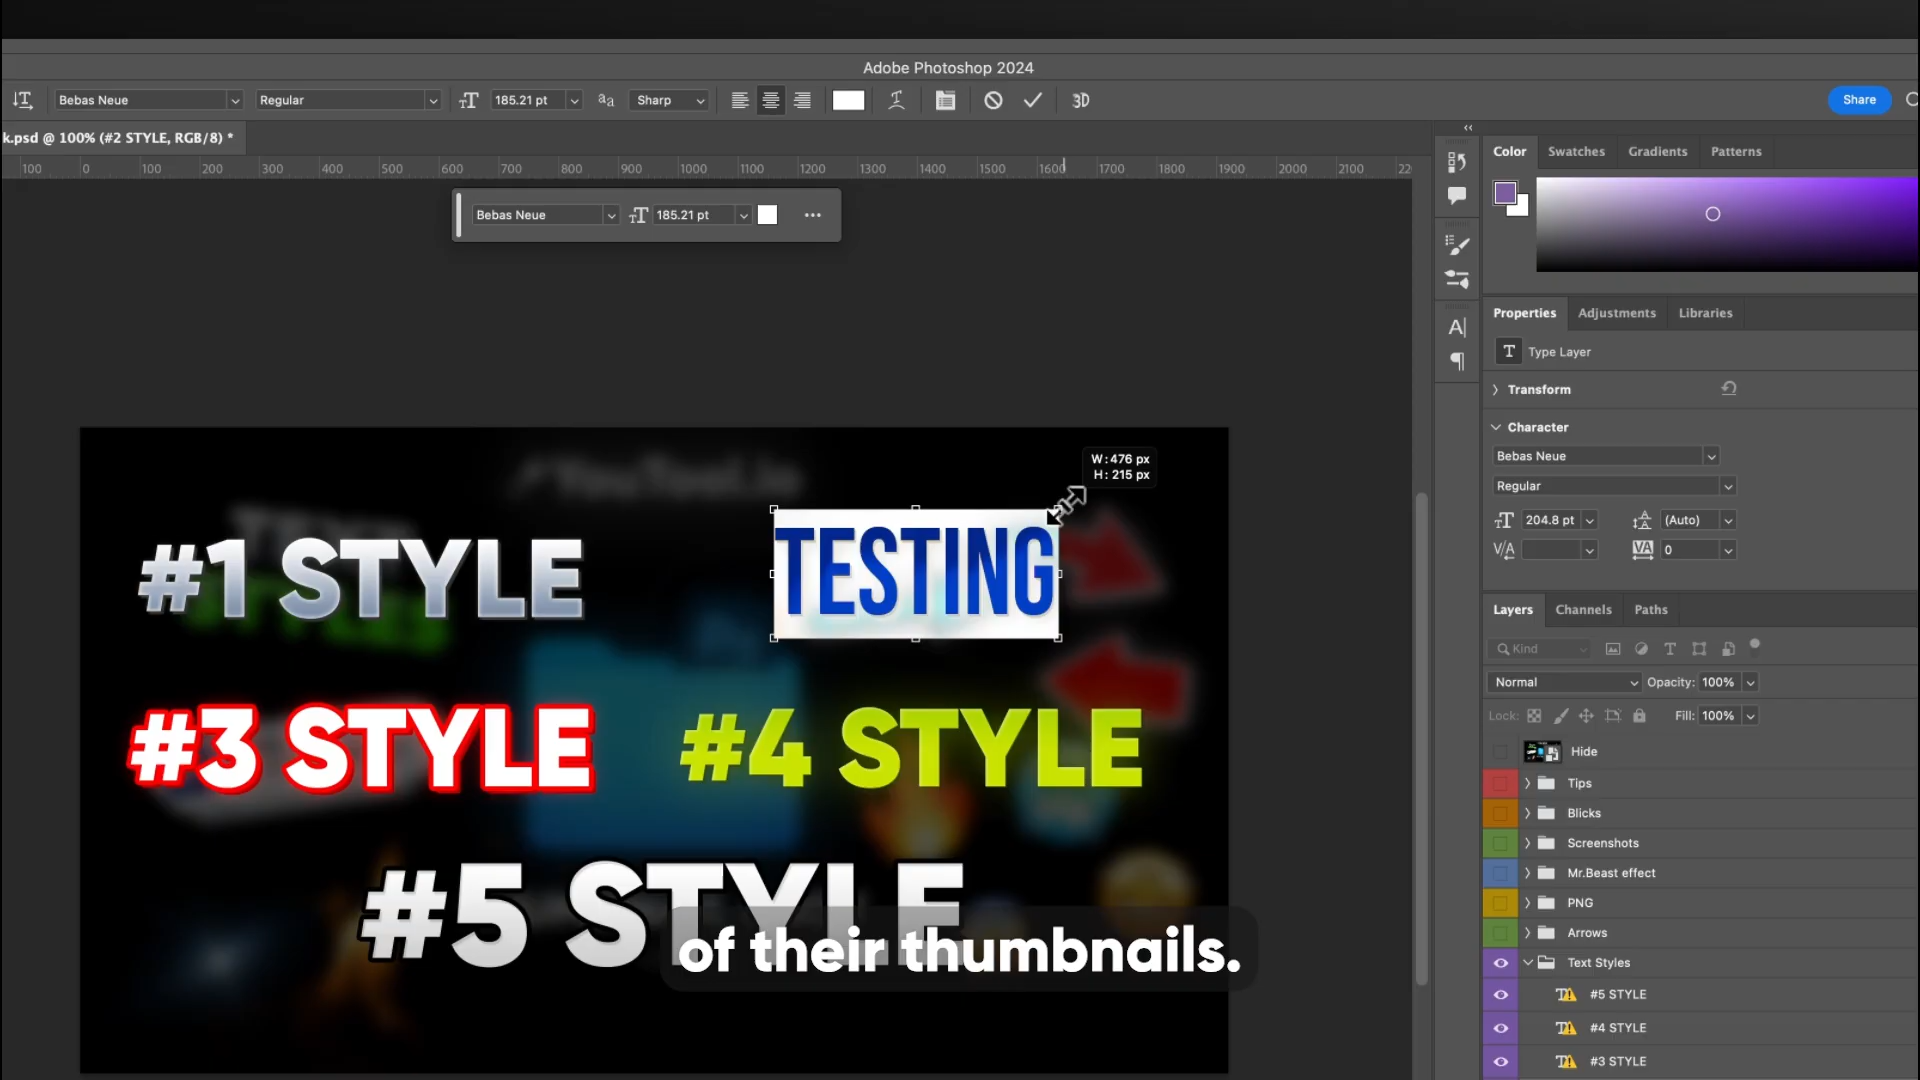 Adobe Photoshop 2024
Bebas Neue
Regular
185.21 pt
Sharp
3D
Share
k.psd @ 100% (#2 STYLE, RGB/8) *
100 0 100 200 300 400 500 600 700 800 900 1000 1100 1200 1300 1400 1500 1600 1700 1800 1900 2000 2100 22
Bebas Neue
185.21 pt
W: 476 px
H: 215 px
YouTool.io
#1 STYLE
TESTING
#3 STYLE
#4 STYLE
#5 STYLE
of their thumbnails.
Color Swatches Gradients Patterns
Properties Adjustments Libraries
Type Layer
Transform
Character
Bebas Neue
Regular
204.8 pt
(Auto)
0
Layers Channels Paths
Kind
Normal
Opacity: 100%
Lock:
Fill: 100%
Hide
Tips
Blicks
Screenshots
Mr.Beast effect
PNG
Arrows
Text Styles
#5 STYLE
#4 STYLE
#3 STYLE